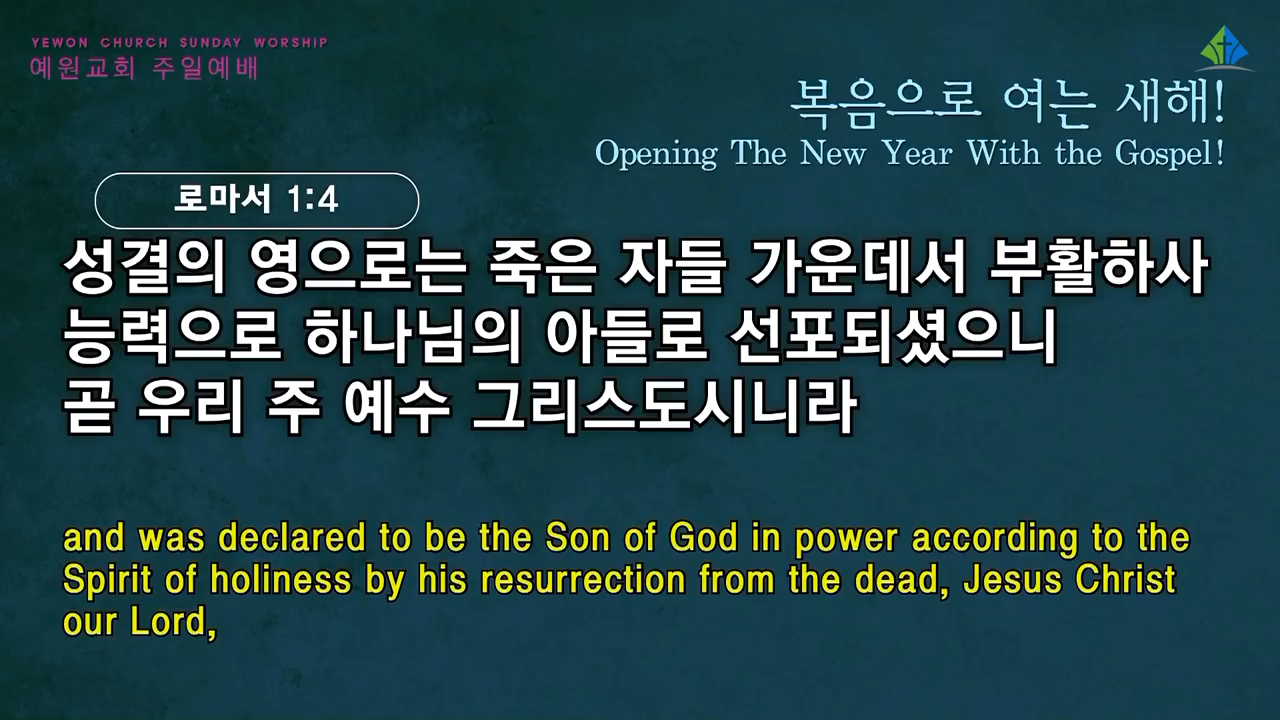 YEWON CHURCH SUNDAY WORSHIP
예원교회 주일예배
복음으로 여는 새해!
Opening The New Year With the Gospel!
로마서 1:4
성결의 영으로는 죽은 자들 가운데서 부활하사
능력으로 하나님의 아들로 선포되셨으니
곧 우리 주 예수 그리스도시니라
and was declared to be the Son of God in power according to the
Spirit of holiness by his resurrection from the dead, Jesus Christ
our Lord,